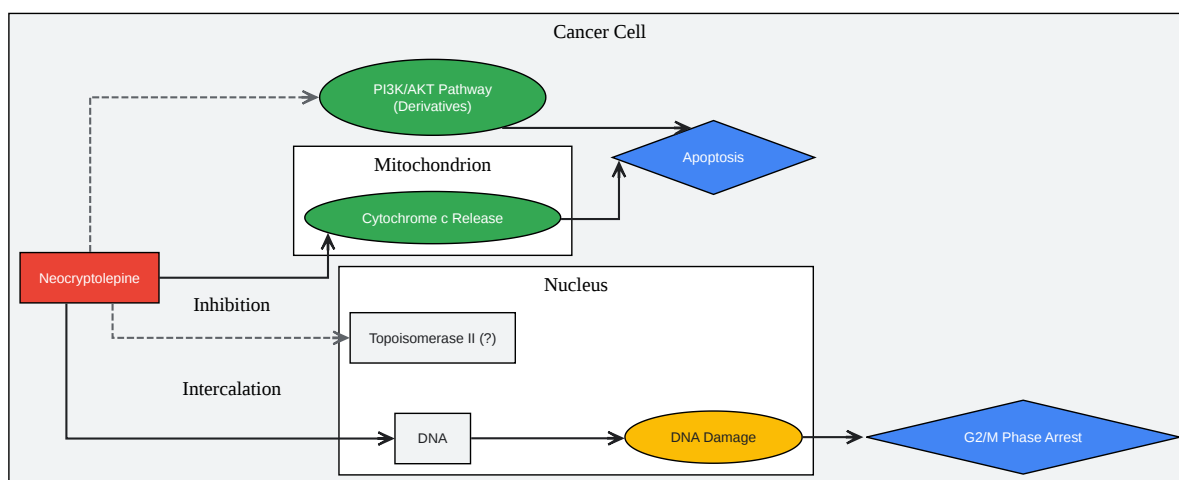 Cancer Cell
PI3K/AKT Pathway
(Derivatives)
Apoptosis
Mitochondrion
Cytochrome c Release
Neocryptolepine
Inhibition
Nucleus
Topoisomerase II (?)
Intercalation
DNA
DNA Damage
G2/M Phase Arrest